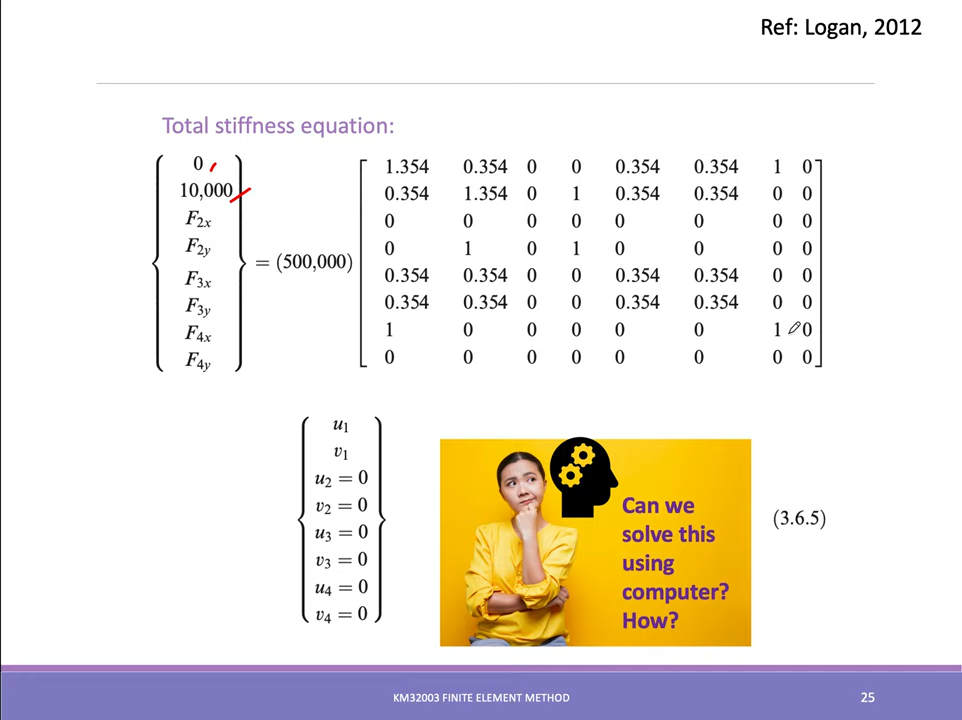 Ref: Logan, 2012
Total stiffness equation:
0
10,000
F2x
F2y
F3x
F3y
F4x
F4y
= (500,000)
1.354 0.354 0 0 0.354 0.354 1 0
0.354 1.354 0 1 0.354 0.354 0 0
0 0 0 0 0 0 0 0
0 1 0 1 0 0 0 0
0.354 0.354 0 0 0.354 0.354 0 0
0.354 0.354 0 0 0.354 0.354 0 0
1 0 0 0 0 0 1 0
0 0 0 0 0 0 0 0
u1
v1
u2 = 0
v2 = 0
u3 = 0
v3 = 0
u4 = 0
v4 = 0
Can we
solve this
using
computer?
How?
(3.6.5)
KM32003 FINITE ELEMENT METHOD
25